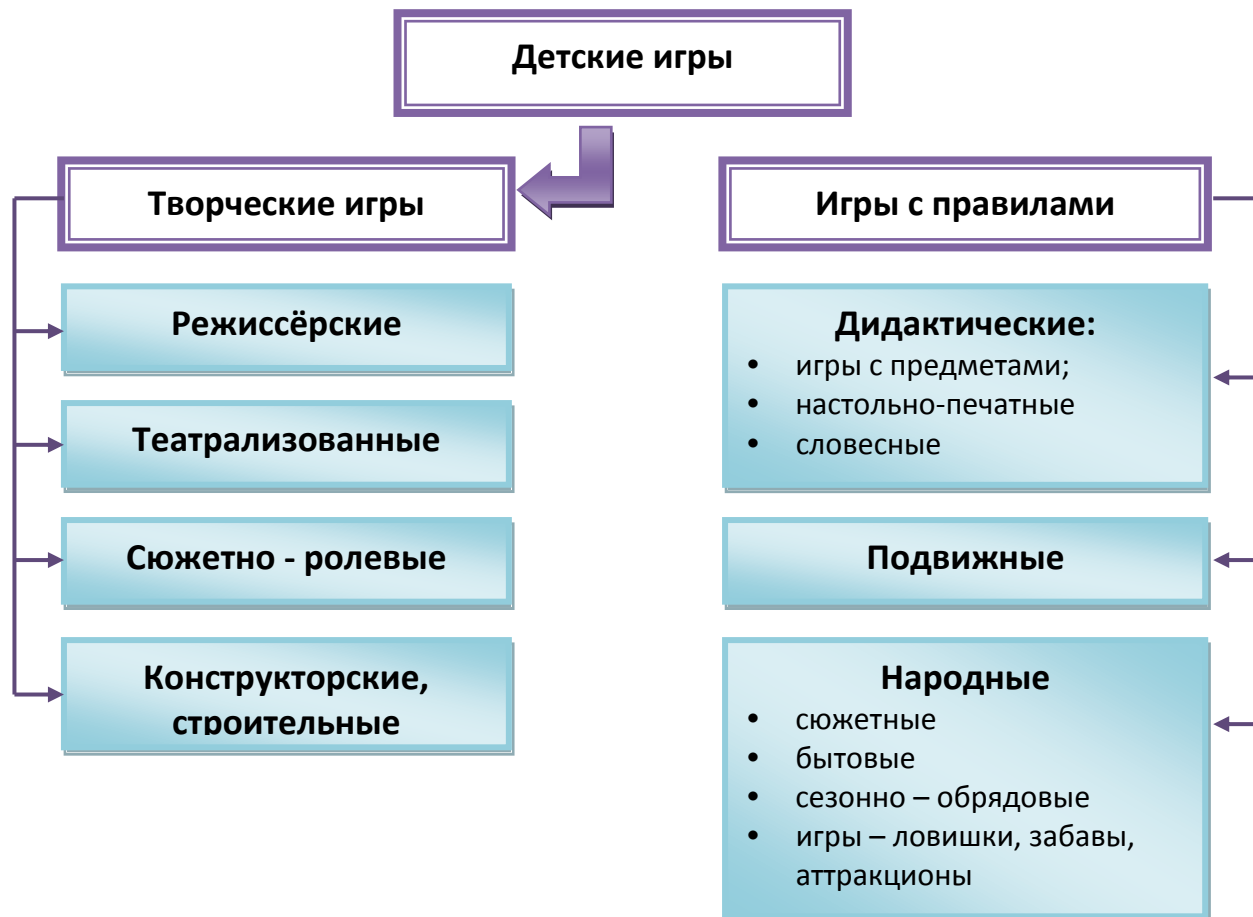 Детские игры
Творческие игры
Режиссёрские
Театрализованные
Сюжетно - ролевые
Конструкторские,
строительные
Игры с правилами
Дидактические:
• игры с предметами;
• настольно-печатные
• словесные
Подвижные
Народные
• сюжетные
• бытовые
• сезонно – обрядовые
• игры – ловишки, забавы,
аттракционы